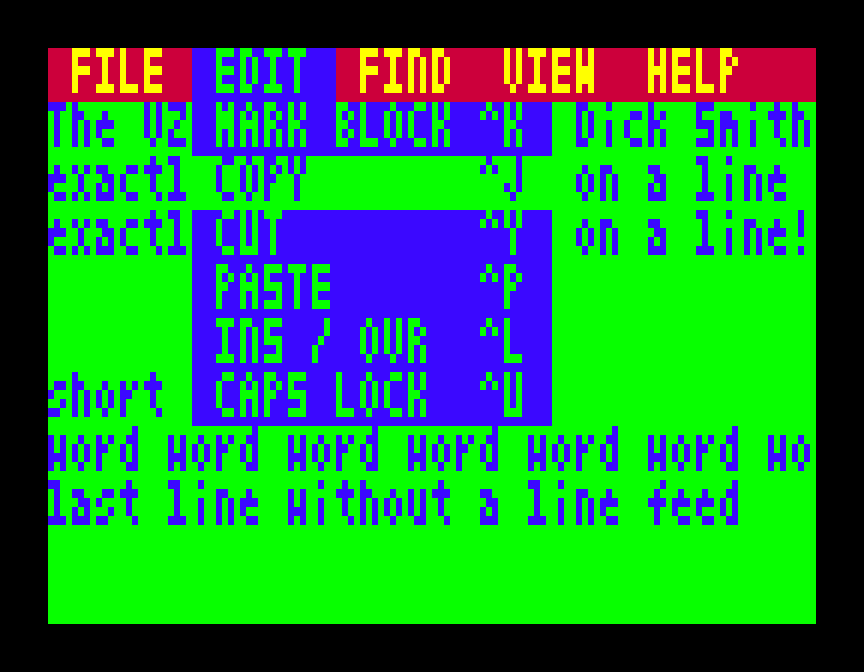 FILE EDIT FIND VIEW HELP
The VZ MARK BLOCK ^K Dick Smith
exactl COPY ^J on a line
exactl CUT ^Y on a line!
PASTE ^P
INS / OVR ^L
short CAPS LOCK ^U
word word word word word word wo
last line without a line feed